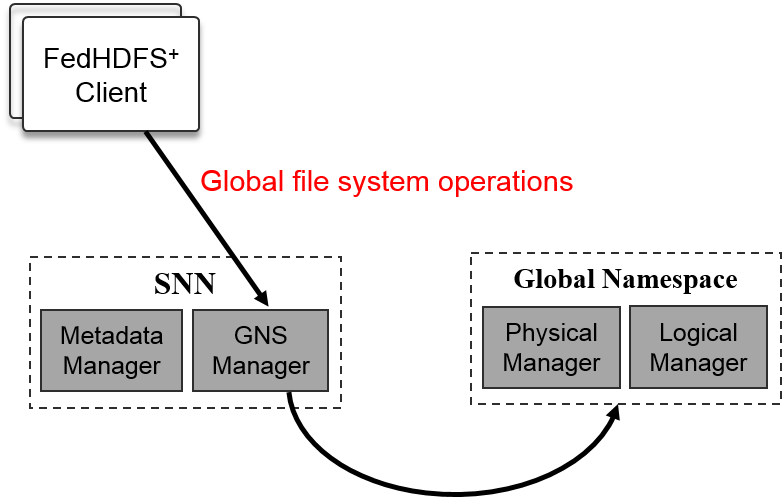 FedHDFS+
Client
Global file system operations
SNN
Metadata
Manager
GNS
Manager
Global Namespace
Physical
Manager
Logical
Manager